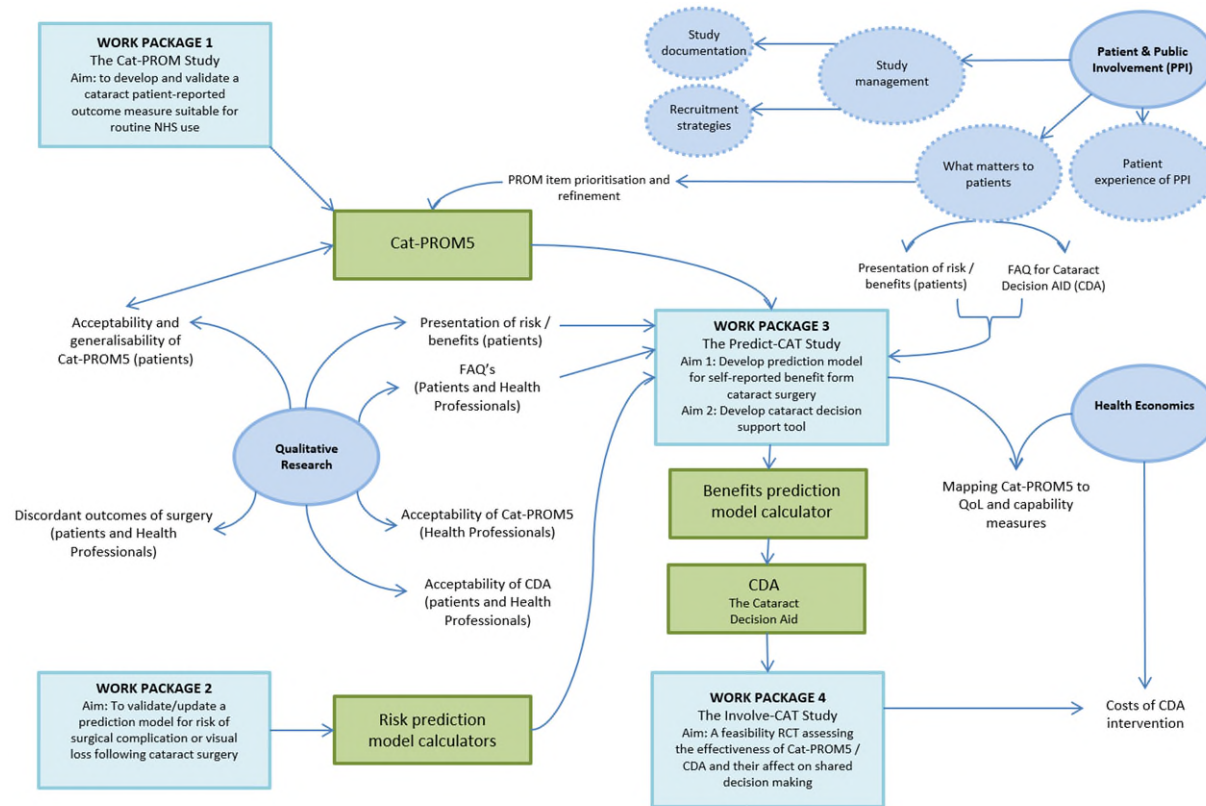 WORK PACKAGE 1
The Cat-PROM Study
Aim: to develop and validate a
cataract patient-reported
outcome measure suitable for
routine NHS use
Study
documentation
Study
management
Recruitment
strategies
Patient & Public
Involvement (PPI)
What matters to
patients
Patient
experience of PPI
PROM item prioritisation and
refinement
Cat-PROM5
Presentation of risk /
benefits (patients)
FAQ for Cataract
Decision AID (CDA)
Acceptability and
generalisability of
Cat-PROM5 (patients)
Presentation of risk /
benefits (patients)
FAQ's
(Patients and Health
Professionals)
Qualitative
Research
Discordant outcomes of surgery
(patients and Health
Professionals)
Acceptability of Cat-PROM5
(Health Professionals)
Acceptability of CDA
(patients and Health
Professionals)
WORK PACKAGE 3
The Predict-CAT Study
Aim 1: Develop prediction model
for self-reported benefit form
cataract surgery
Aim 2: Develop cataract decision
support tool
Health Economics
Benefits prediction
model calculator
Mapping Cat-PROM5 to
QoL and capability
measures
CDA
The Cataract
Decision Aid
WORK PACKAGE 2
Aim: To validate/update a
prediction model for risk of
surgical complication or visual
loss following cataract surgery
Risk prediction
model calculators
WORK PACKAGE 4
The Involve-CAT Study
Aim: A feasibility RCT assessing
the effectiveness of Cat-PROM5 /
CDA and their affect on shared
decision making
Costs of CDA
intervention